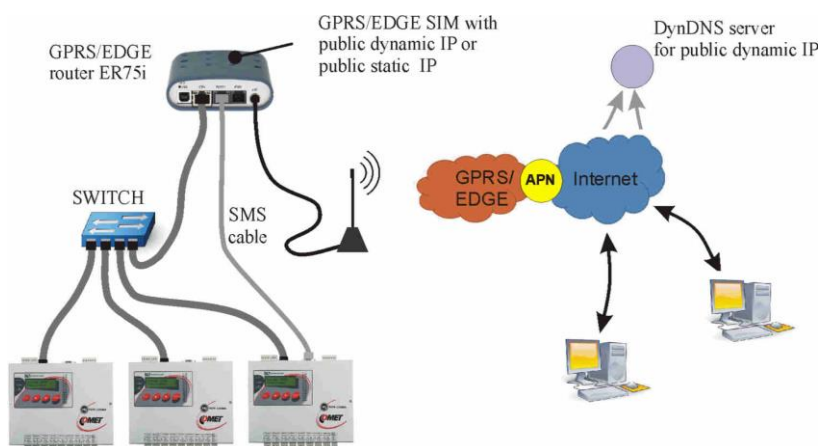 GPRS/EDGE
router ER75i
GPRS/EDGE SIM with
public dynamic IP or
public static IP
DynDNS server
for public dynamic IP
SWITCH
SMS
cable
GPRS/
EDGE
APN
Internet
COMET
COMET
COMET